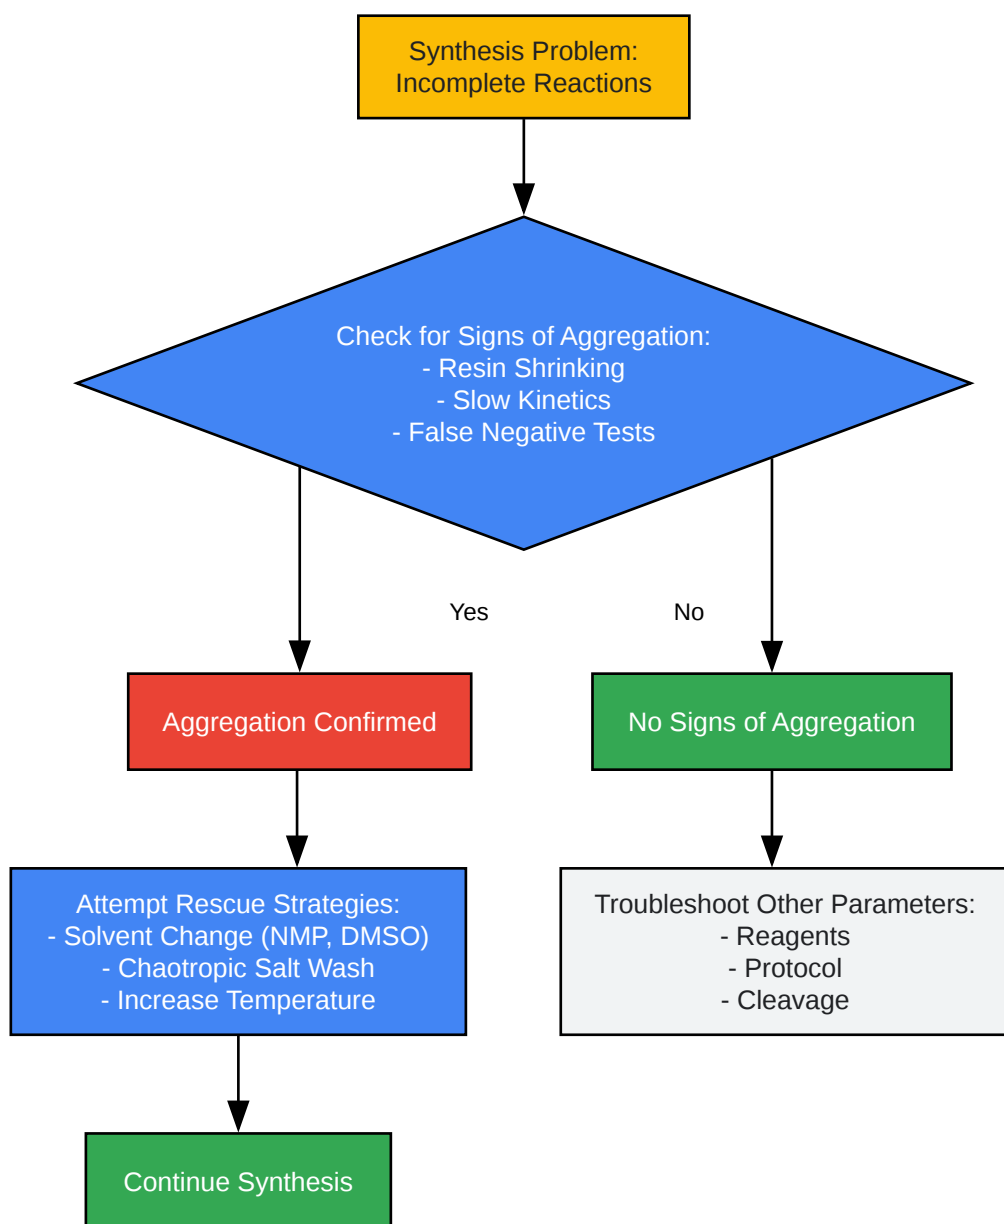 Synthesis Problem:
Incomplete Reactions
Check for Signs of Aggregation:
- Resin Shrinking
- Slow Kinetics
- False Negative Tests
Yes
No
Aggregation Confirmed
No Signs of Aggregation
Attempt Rescue Strategies:
- Solvent Change (NMP, DMSO)
- Chaotropic Salt Wash
- Increase Temperature
Troubleshoot Other Parameters:
- Reagents
- Protocol
- Cleavage
Continue Synthesis